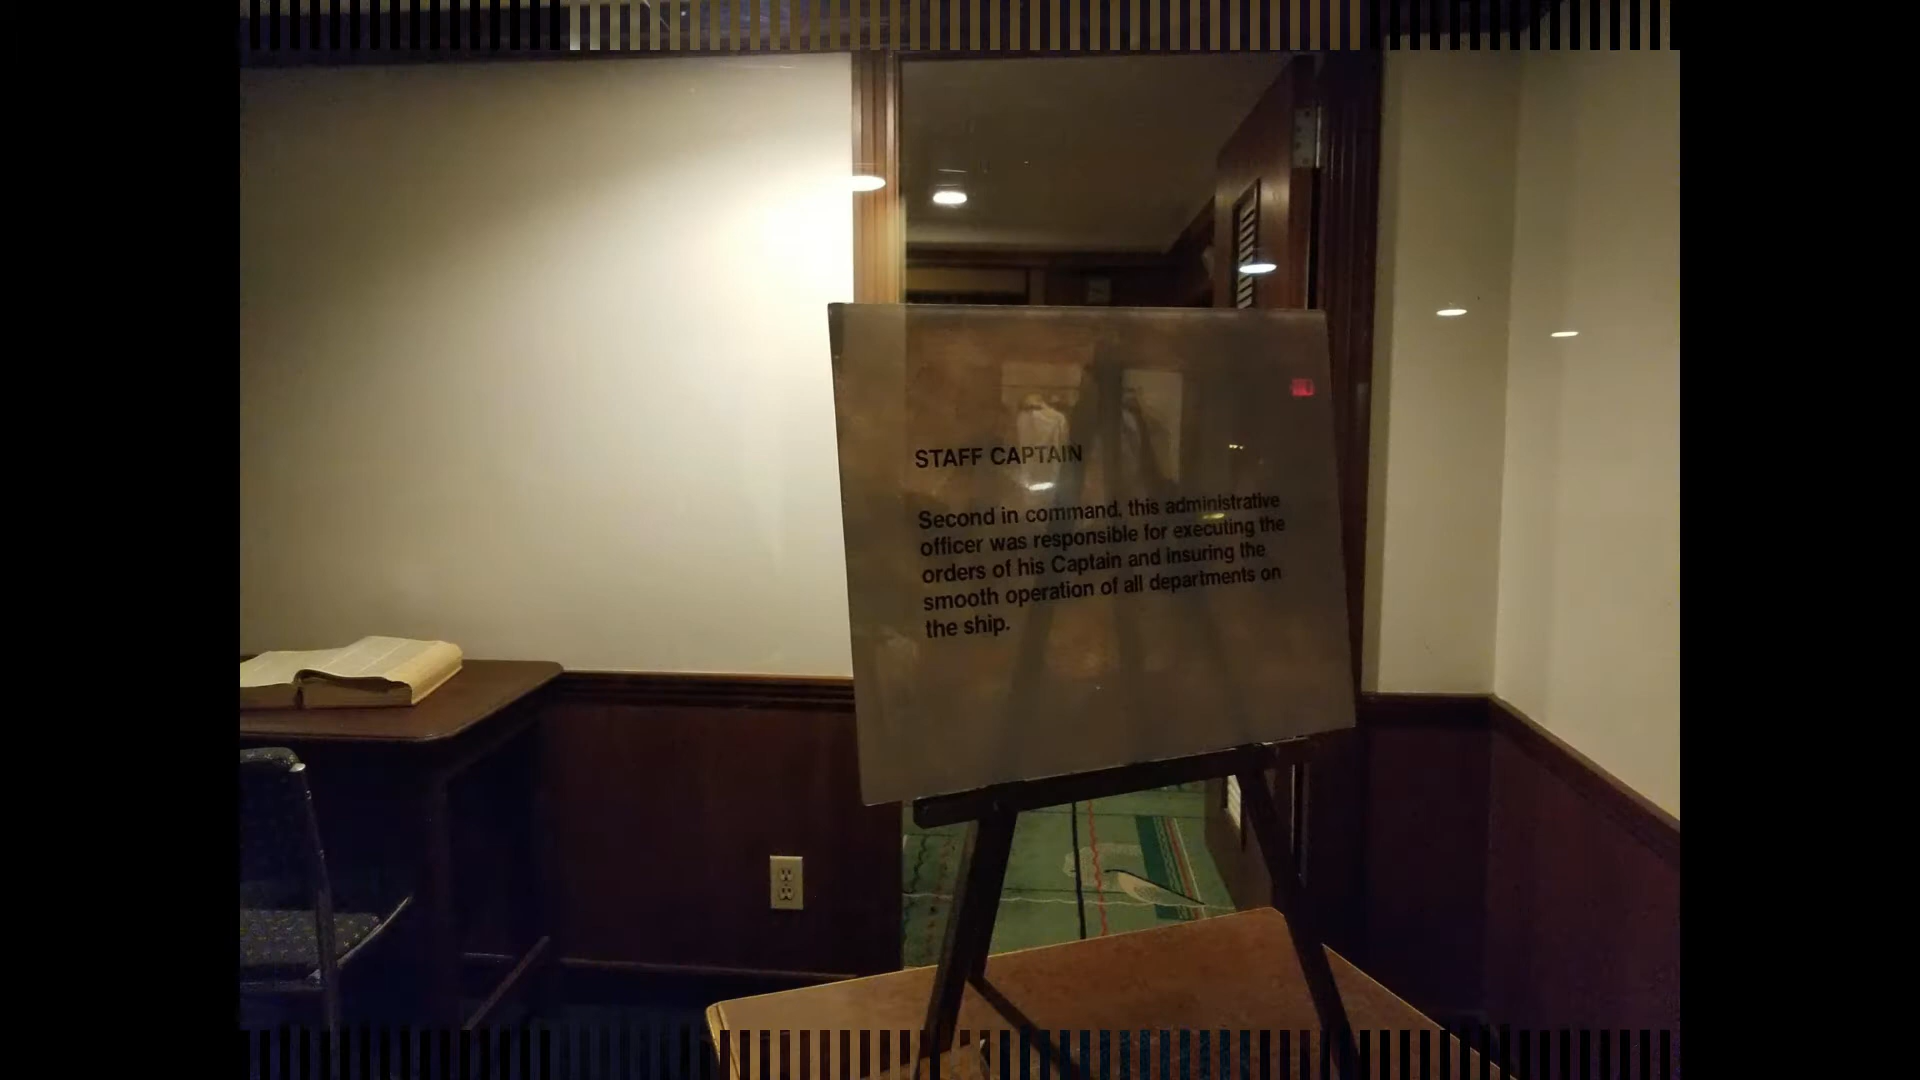 STAFF CAPTAIN
Second in command, this administrative
officer was responsible for executing the
orders of his Captain and insuring the
smooth operation of all departments on
the ship.